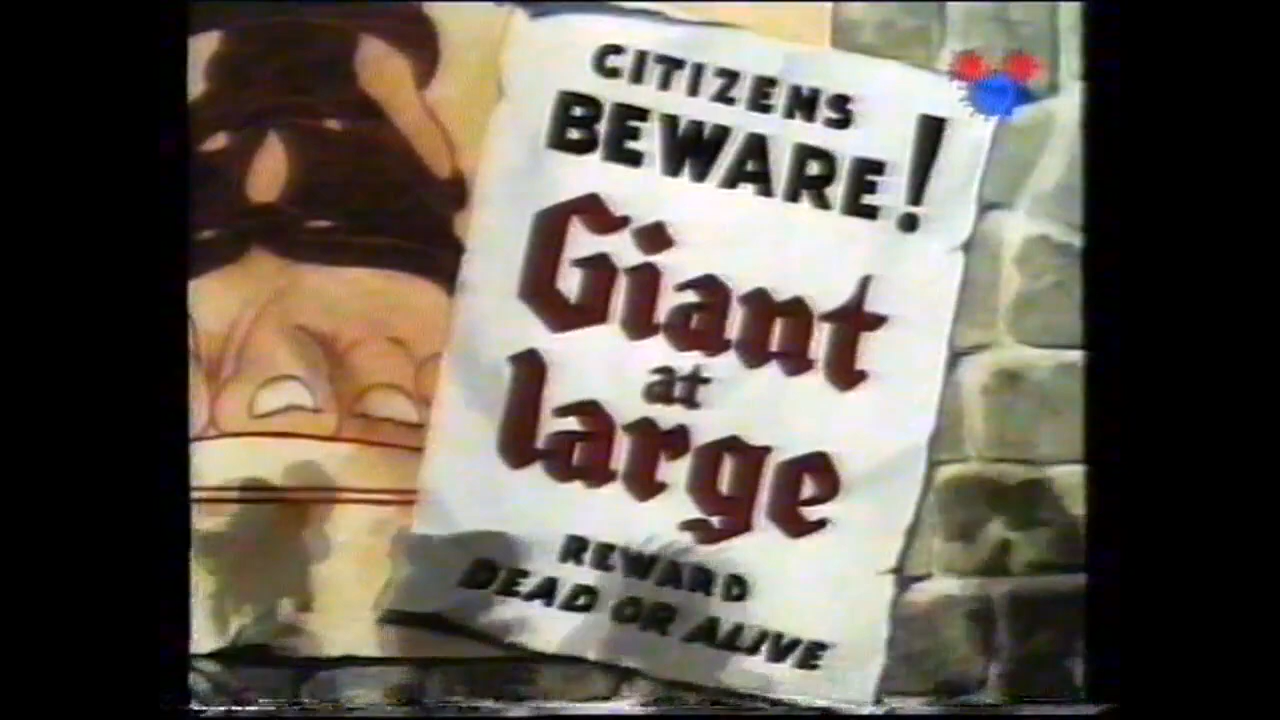 CITIZENS
BEWARE!
Giant
at
large
REWARD
DEAD OR ALIVE